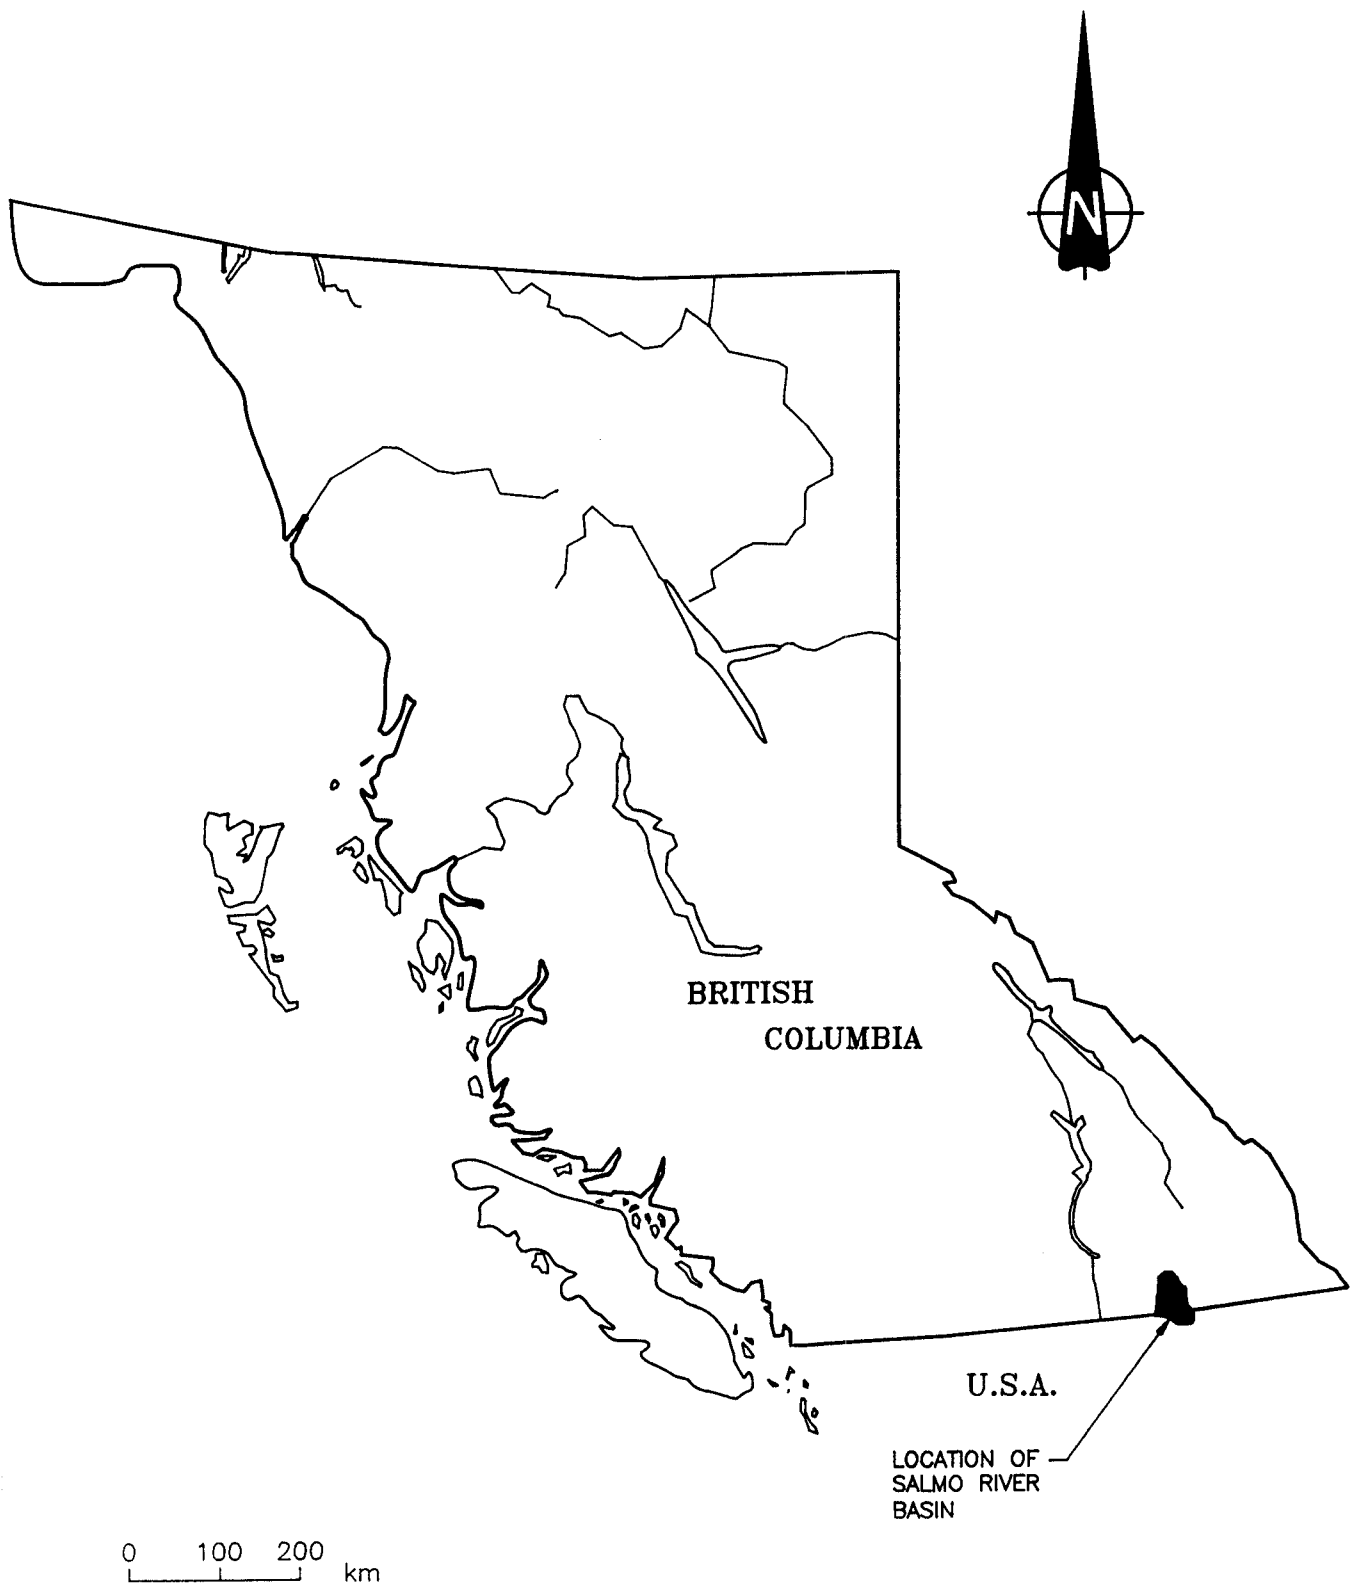 N
BRITISH
COLUMBIA
U.S.A.
LOCATION OF
SALMO RIVER
BASIN
0 100 200
km